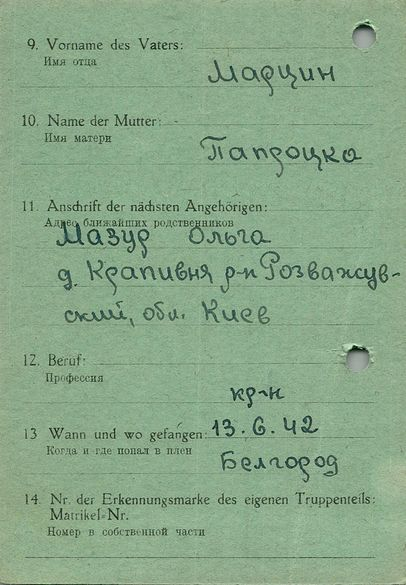 9. Vorname des Vaters:
Имя отца
Марцин
10. Name der Mutter:
Имя матери
Папроцка
11. Anschrift der nächsten Angehörigen:
Адрес ближайших родственников
Мазур Ольга
д. Крапивня р-н Розважув-
ский, обл. Киев
12. Beruf:
Профессия
кр-н
13 Wann und wo gefangen: 13.6.42
Когда и где попал в плен
Белгород
14. Nr. der Erkennungsmarke des eigenen Truppenteils:
Matrikel-Nr.
Номер в собственной части